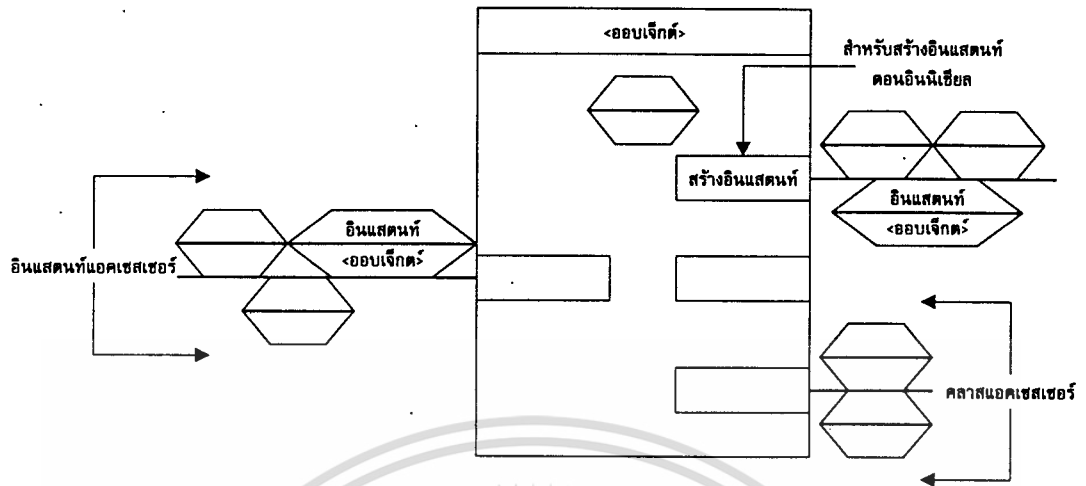 <ออบเจ็กต์>
สำหรับสร้างอินแสตนท์
ตอนอินนิเชียล
สร้างอินแสตนท์
อินแสตนท์
<ออบเจ็กต์>
อินแสตนท์
<ออบเจ็กต์>
อินแสตนท์แอคเซสเซอร์
คลาสแอคเซสเซอร์